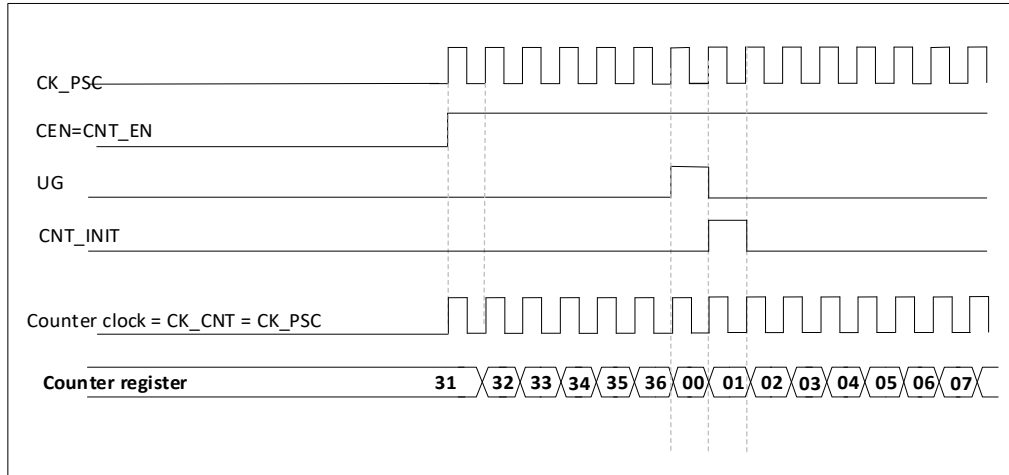 CK_PSC
CEN=CNT_EN
UG
CNT_INIT
Counter clock = CK_CNT = CK_PSC
Counter register 31 32 33 34 35 36 00 01 02 03 04 05 06 07